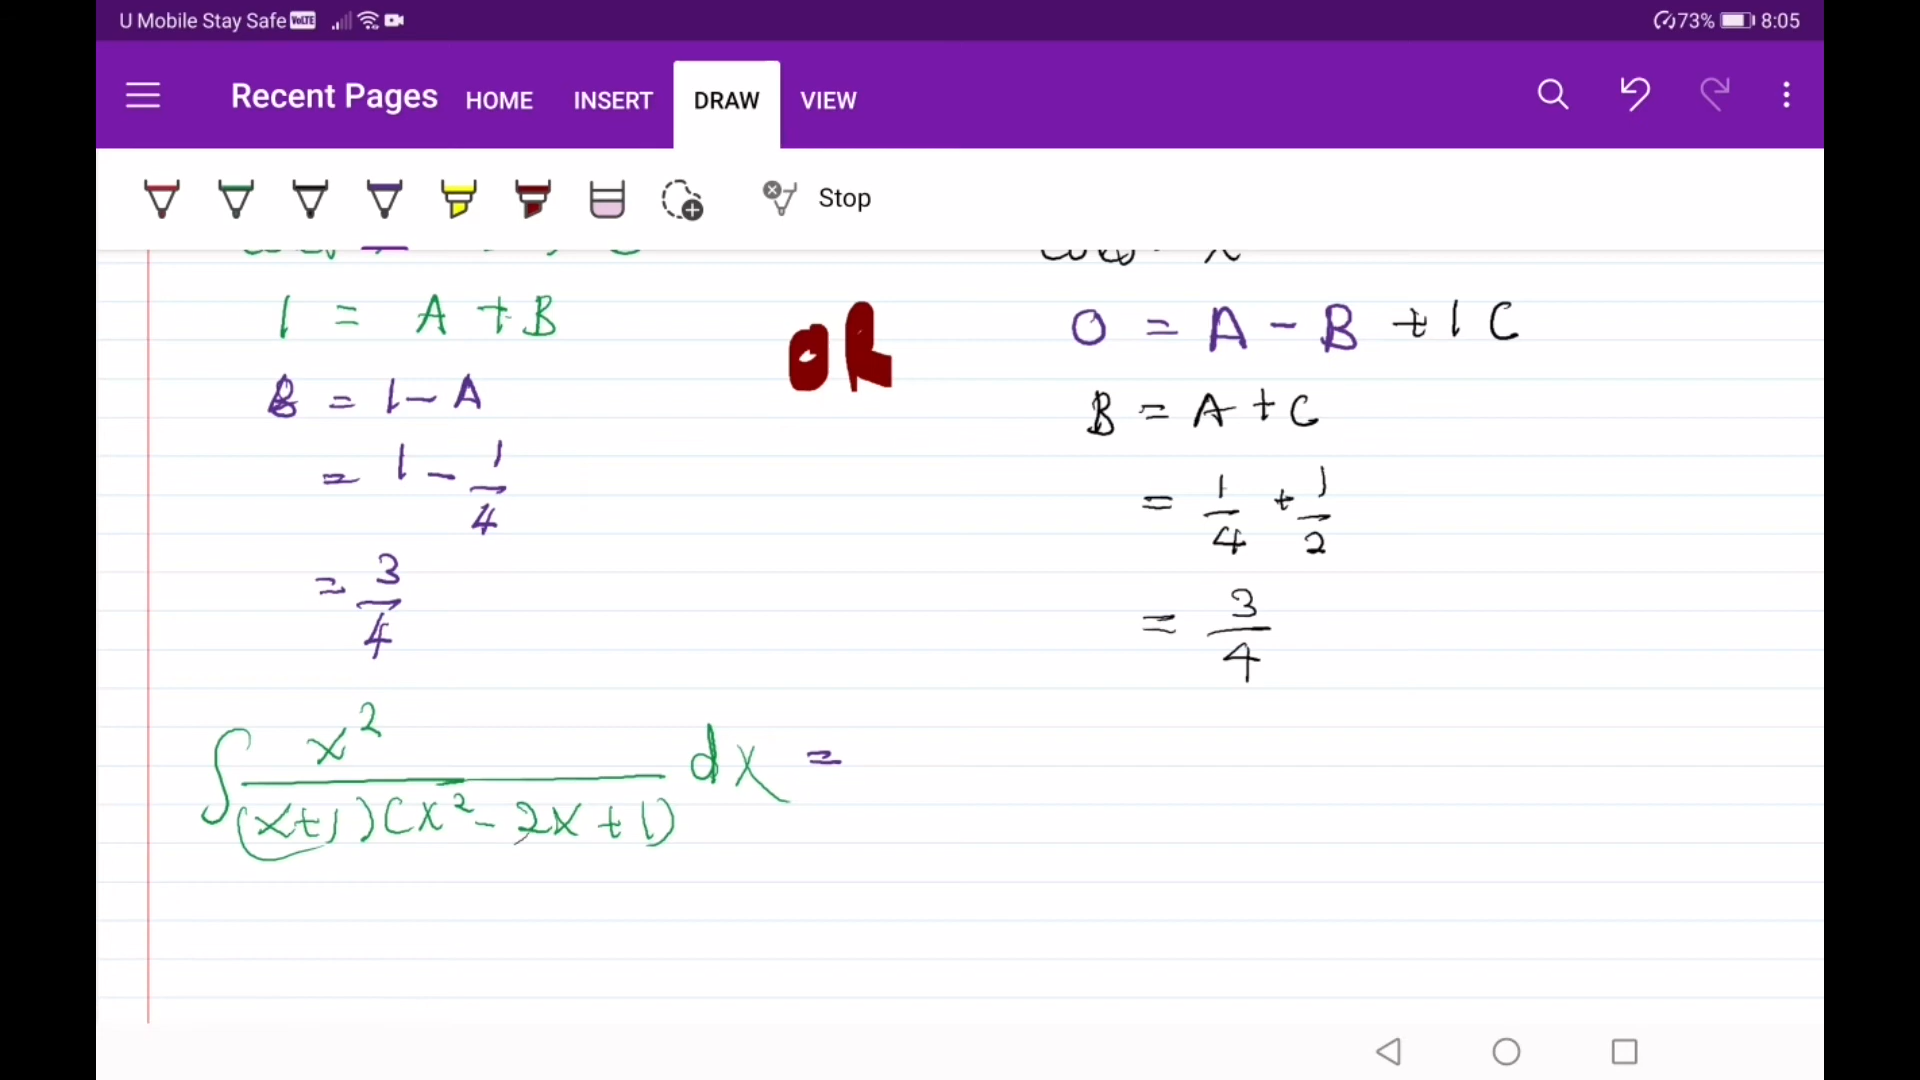 U Mobile Stay Safe VoLTE 73% 8:05
Recent Pages HOME INSERT DRAW VIEW
Stop
1 = A + B
B = 1 - A
= 1 - 1/4
= 3/4
OR
0 = A - B + 1 C
B = A + C
= 1/4 + 1/2
= 3/4
∫ x² / (x+1)(x² - 2x + 1) dx =